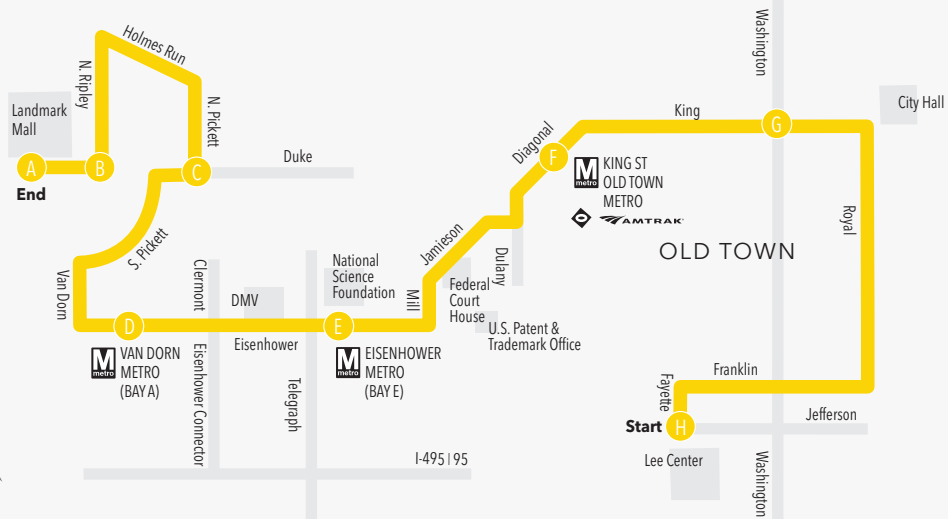 Holmes Run
N. Ripley
Landmark
Mall
A
End
B
N. Pickett
C
Duke
S. Pickett
Van Dorn
D
M
metro
VAN DORN
METRO
(BAY A)
Clermont
DMV
Eisenhower
Eisenhower Connector
Telegraph
National
Science
Foundation
E
M
metro
EISENHOWER
METRO
(BAY E)
I-495 | 95
Mill
Jamieson
Federal
Court
House
U.S. Patent &
Trademark Office
Dulany
Diagonal
F
M
metro
KING ST
OLD TOWN
METRO
AMTRAK
King
Washington
G
City Hall
Royal
OLD TOWN
Franklin
Fayette
Start
H
Jefferson
Lee Center
Washington